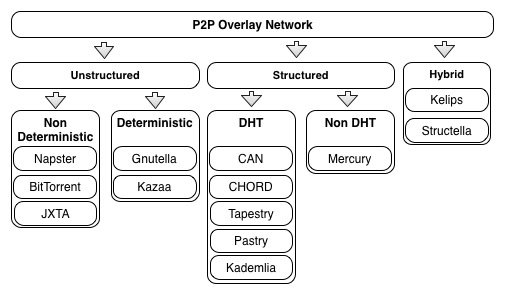 P2P Overlay Network
Unstructured
Structured
Hybrid
Kelips
Structella
Non
Deterministic
Napster
BitTorrent
JXTA
Deterministic
Gnutella
Kazaa
DHT
CAN
CHORD
Tapestry
Pastry
Kademlia
Non DHT
Mercury